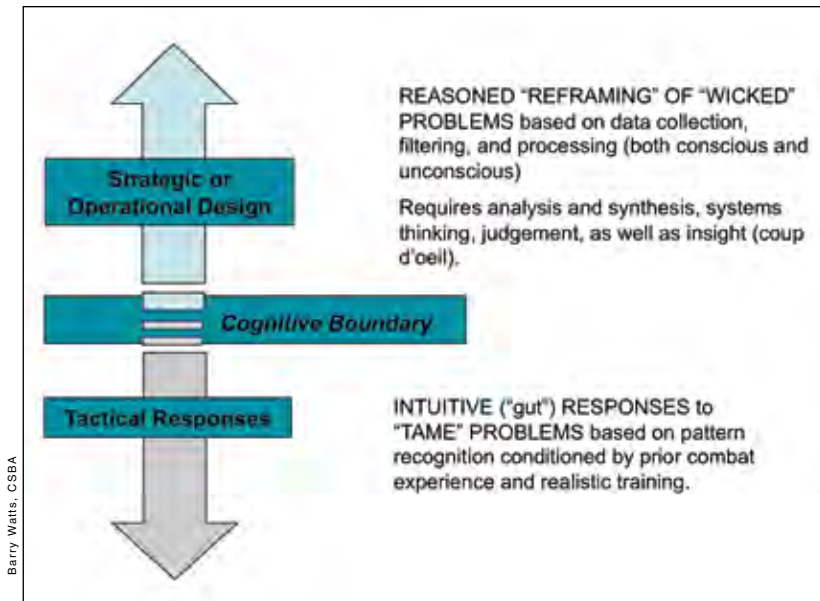 REASONED "REFRAMING" OF "WICKED"
PROBLEMS based on data collection,
filtering, and processing (both conscious and
unconscious)
Strategic or
Operational Design
Requires analysis and synthesis, systems
thinking, judgement, as well as insight (coup
d'oeil).
Cognitive Boundary
Tactical Responses
INTUITIVE ("gut") RESPONSES to
"TAME" PROBLEMS based on pattern
recognition conditioned by prior combat
experience and realistic training.
Barry Watts, CSBA